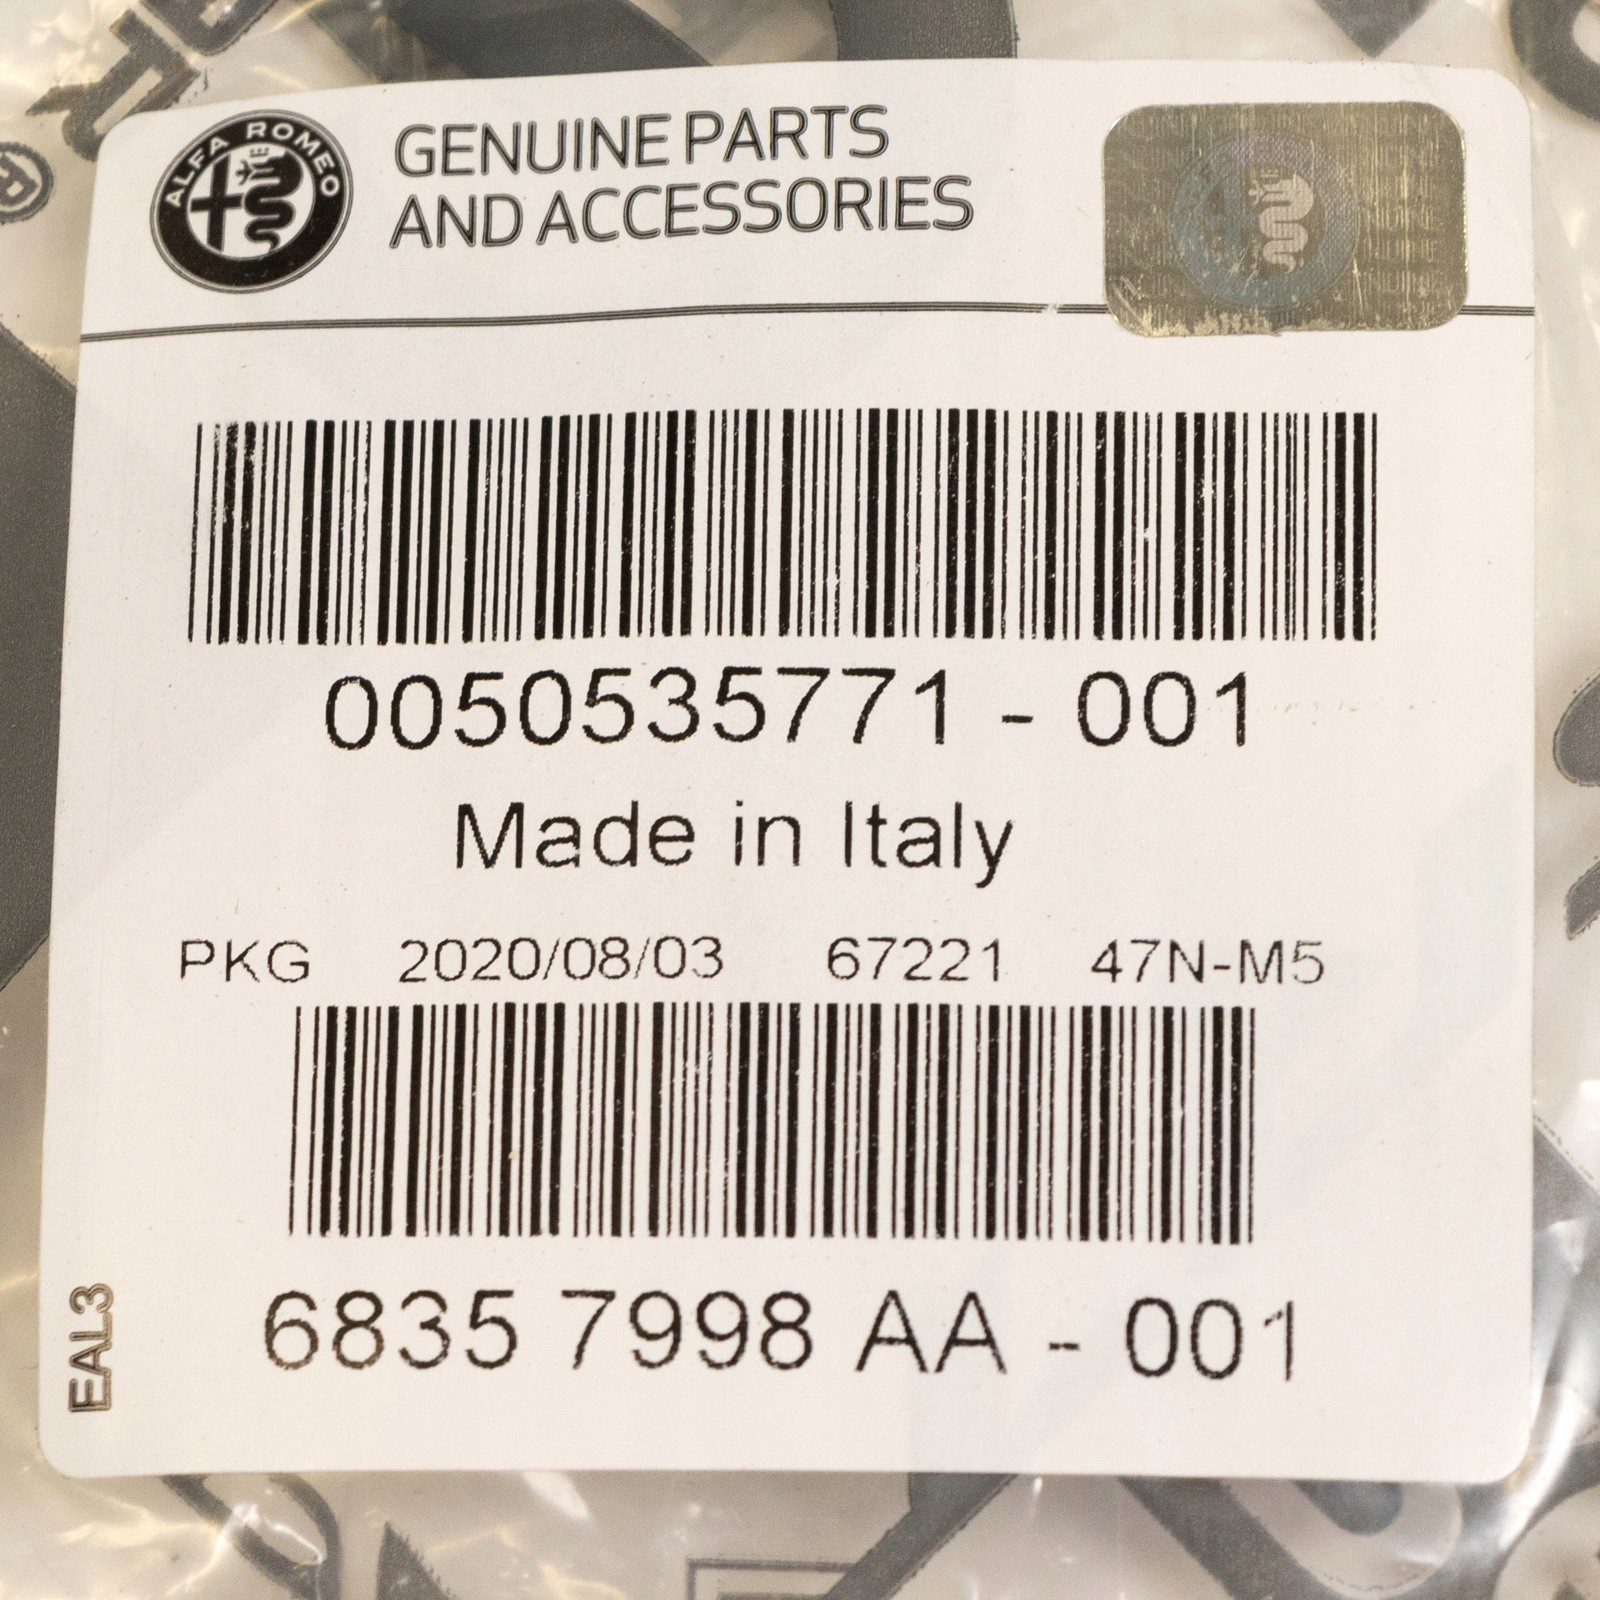 ALFA ROMEO
GENUINE PARTS
AND ACCESSORIES
0050535771 - 001
Made in Italy
PKG 2020/08/03 67221 47N-M5
6835 7998 AA - 001
EAL3